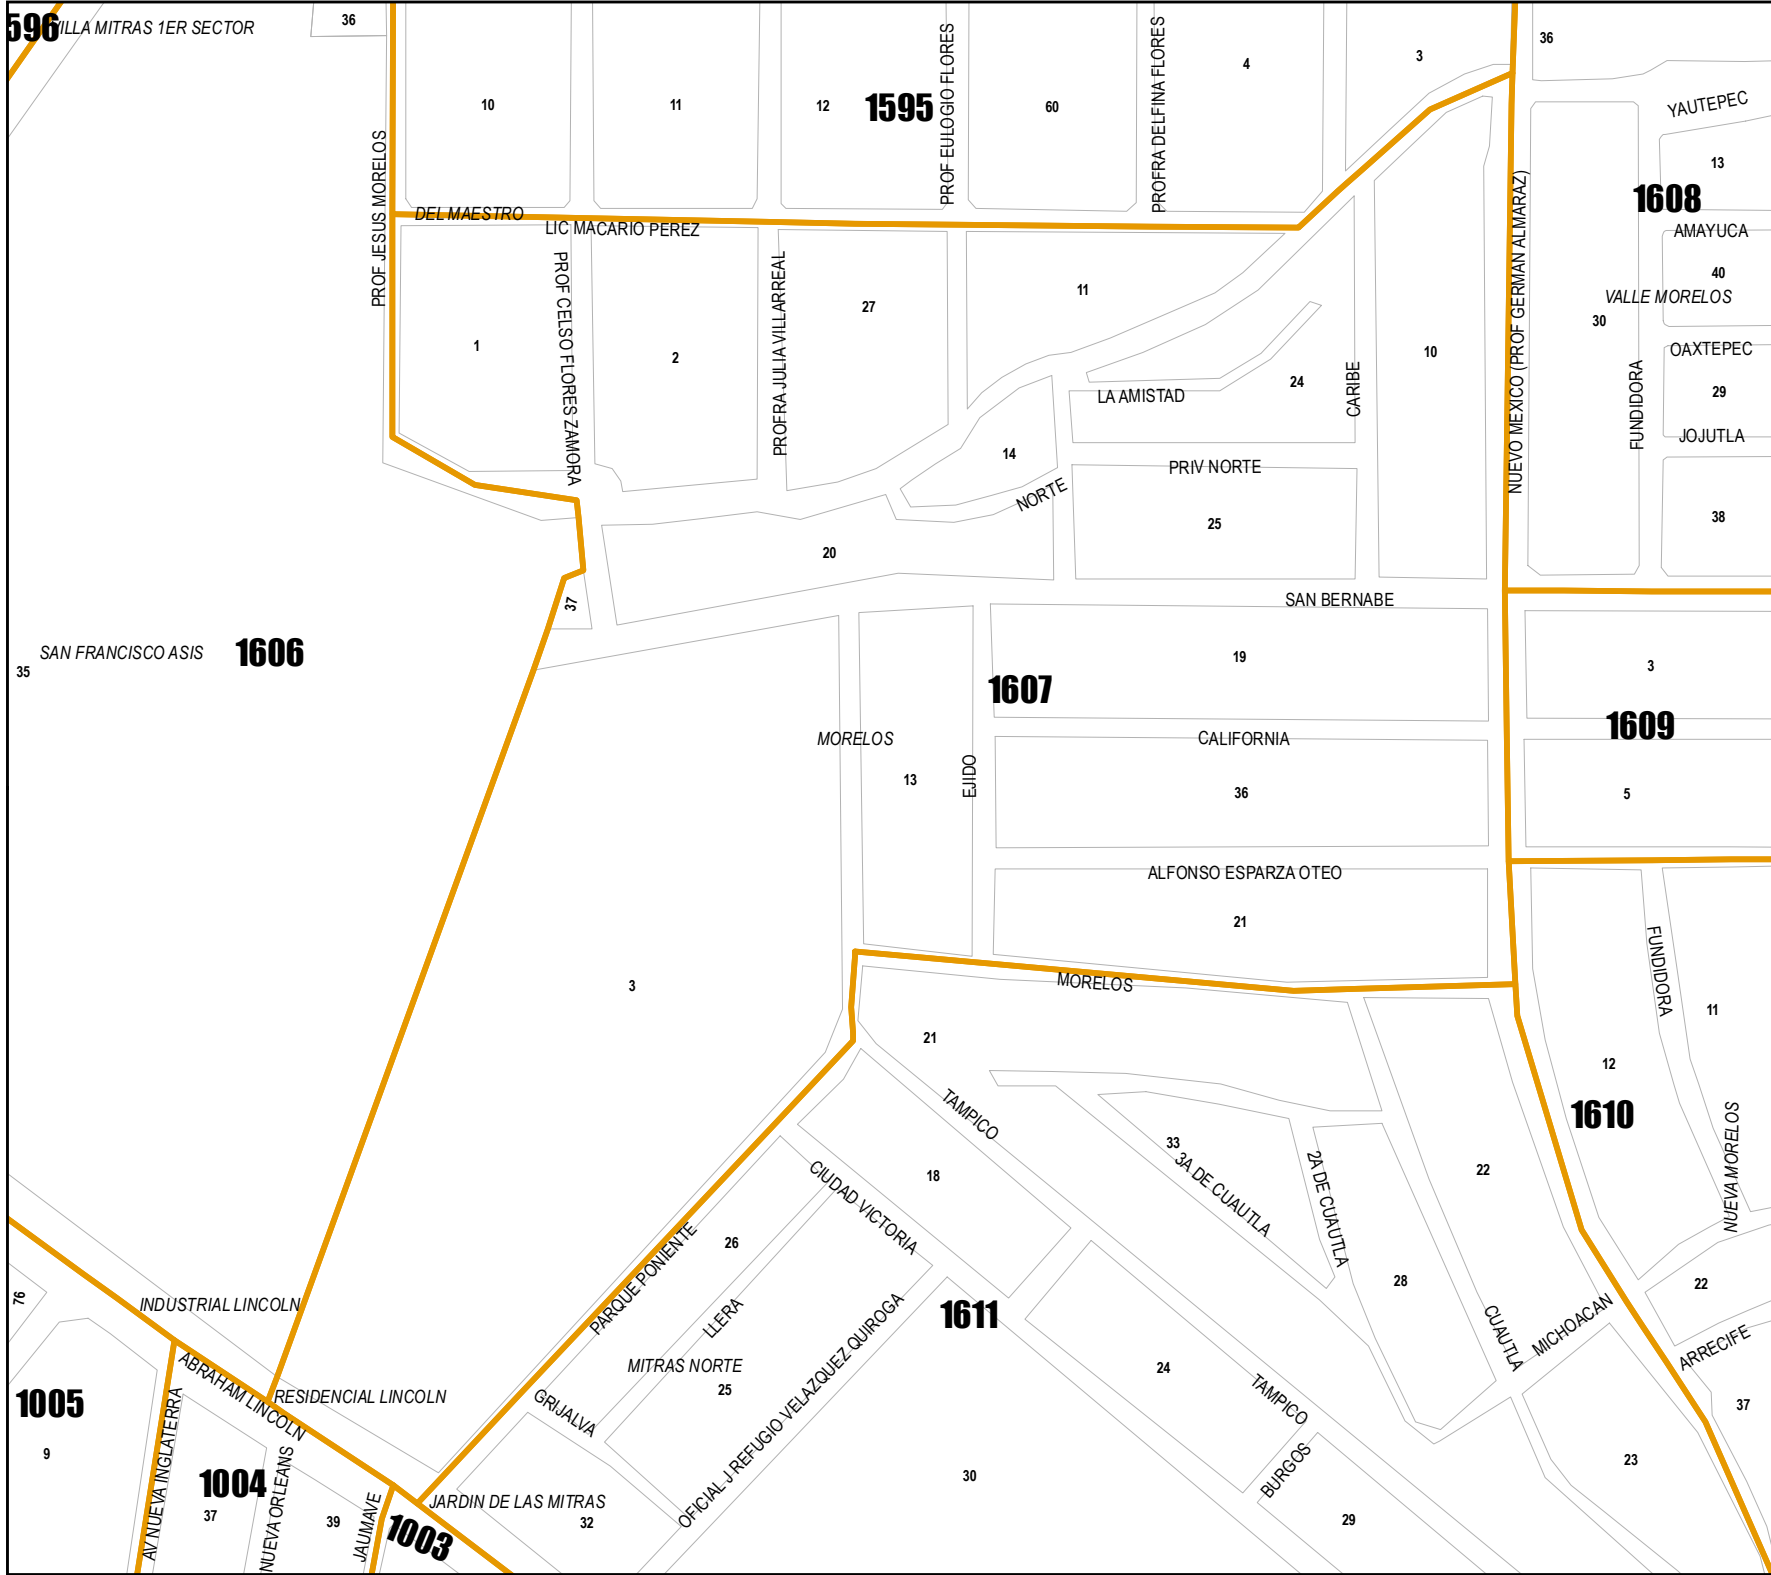 596
VILLA MITRAS 1ER SECTOR
36
PROF JESUS MORELOS
10
11
12
1595
PROF EULOGIO FLORES
60
PROFRA DELFINA FLORES
4
3
36
YAUTEPEC
13
1608
AMAYUCA
40
VALLE MORELOS
30
OAXTEPEC
29
FUNDIDORA
JOJUTLA
38
NUEVO MEXICO (PROF GERMAN ALMARAZ)
DEL MAESTRO
LIC MACARIO PEREZ
1
PROF CELSO FLORES ZAMORA
2
PROFRA JULIA VILLARREAL
27
11
10
24
CARIBE
LA AMISTAD
14
NORTE
PRIV NORTE
25
20
37
SAN BERNABE
SAN FRANCISCO ASIS
1606
35
19
1607
3
1609
MORELOS
13
EJIDO
CALIFORNIA
36
5
ALFONSO ESPARZA OTEO
21
3
MORELOS
21
FUNDIDORA
11
12
1610
NUEVA MORELOS
TAMPICO
33
3A DE CUAUTLA
2A DE CUAUTLA
22
18
CIUDAD VICTORIA
26
PARQUE PONIENTE
LLERA
28
22
CUAUTLA
MICHOACAN
ARRECIFE
76
INDUSTRIAL LINCOLN
1611
OFICIAL J REFUGIO VELAZQUEZ QUIROGA
MITRAS NORTE
25
24
TAMPICO
ABRAHAM LINCOLN
RESIDENCIAL LINCOLN
GRIJALVA
1005
9
37
AV NUEVA INGLATERRA
1004
37
NUEVA ORLEANS
39
JAUMAVE
1003
JARDIN DE LAS MITRAS
32
30
BURGOS
29
23